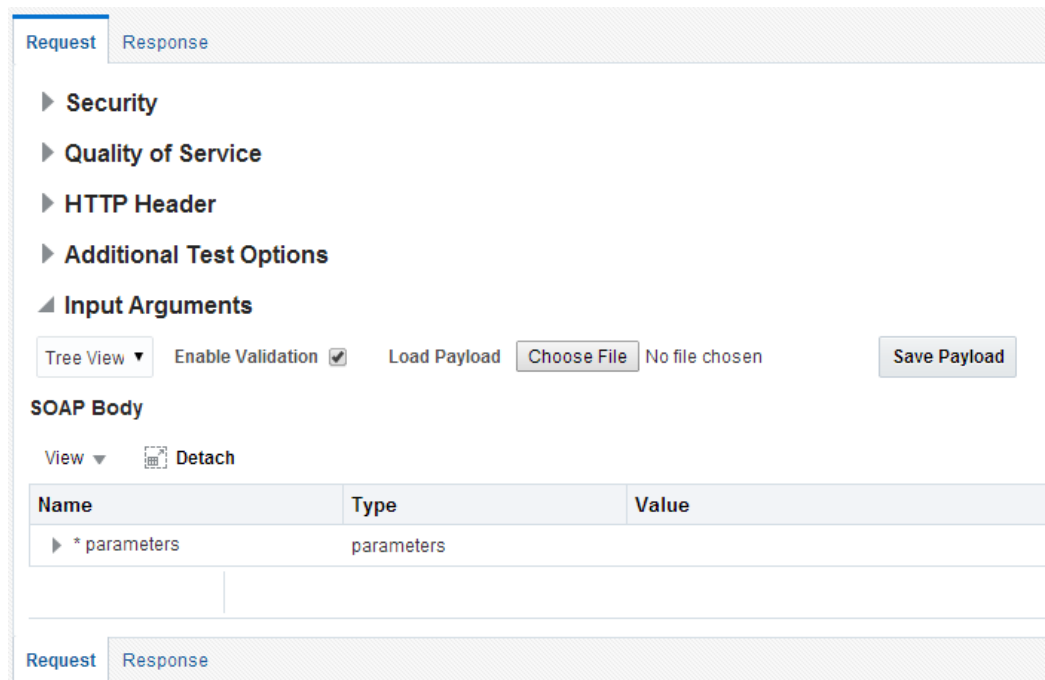 Request Response
Security
Quality of Service
HTTP Header
Additional Test Options
Input Arguments
Tree View Enable Validation Load Payload Choose File No file chosen Save Payload
SOAP Body
View Detach
Name Type Value
* parameters parameters
Request Response